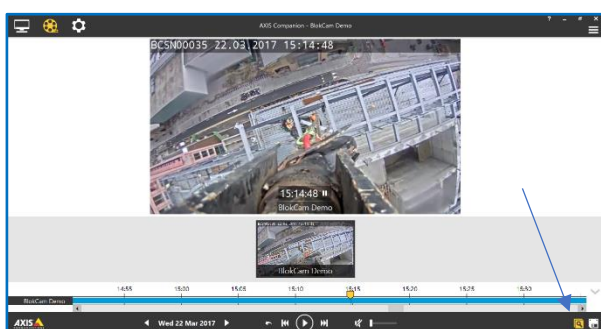 AXIS Companion - BlokCam Demo
BCSN00035 22.03.2017 15:14:48
15:14:48
BlokCam Demo
BlokCam Demo
14:55 15:00 15:05 15:10 15:15 15:20 15:25 15:30
BlokCam Demo
AXIS
Wed 22 Mar 2017